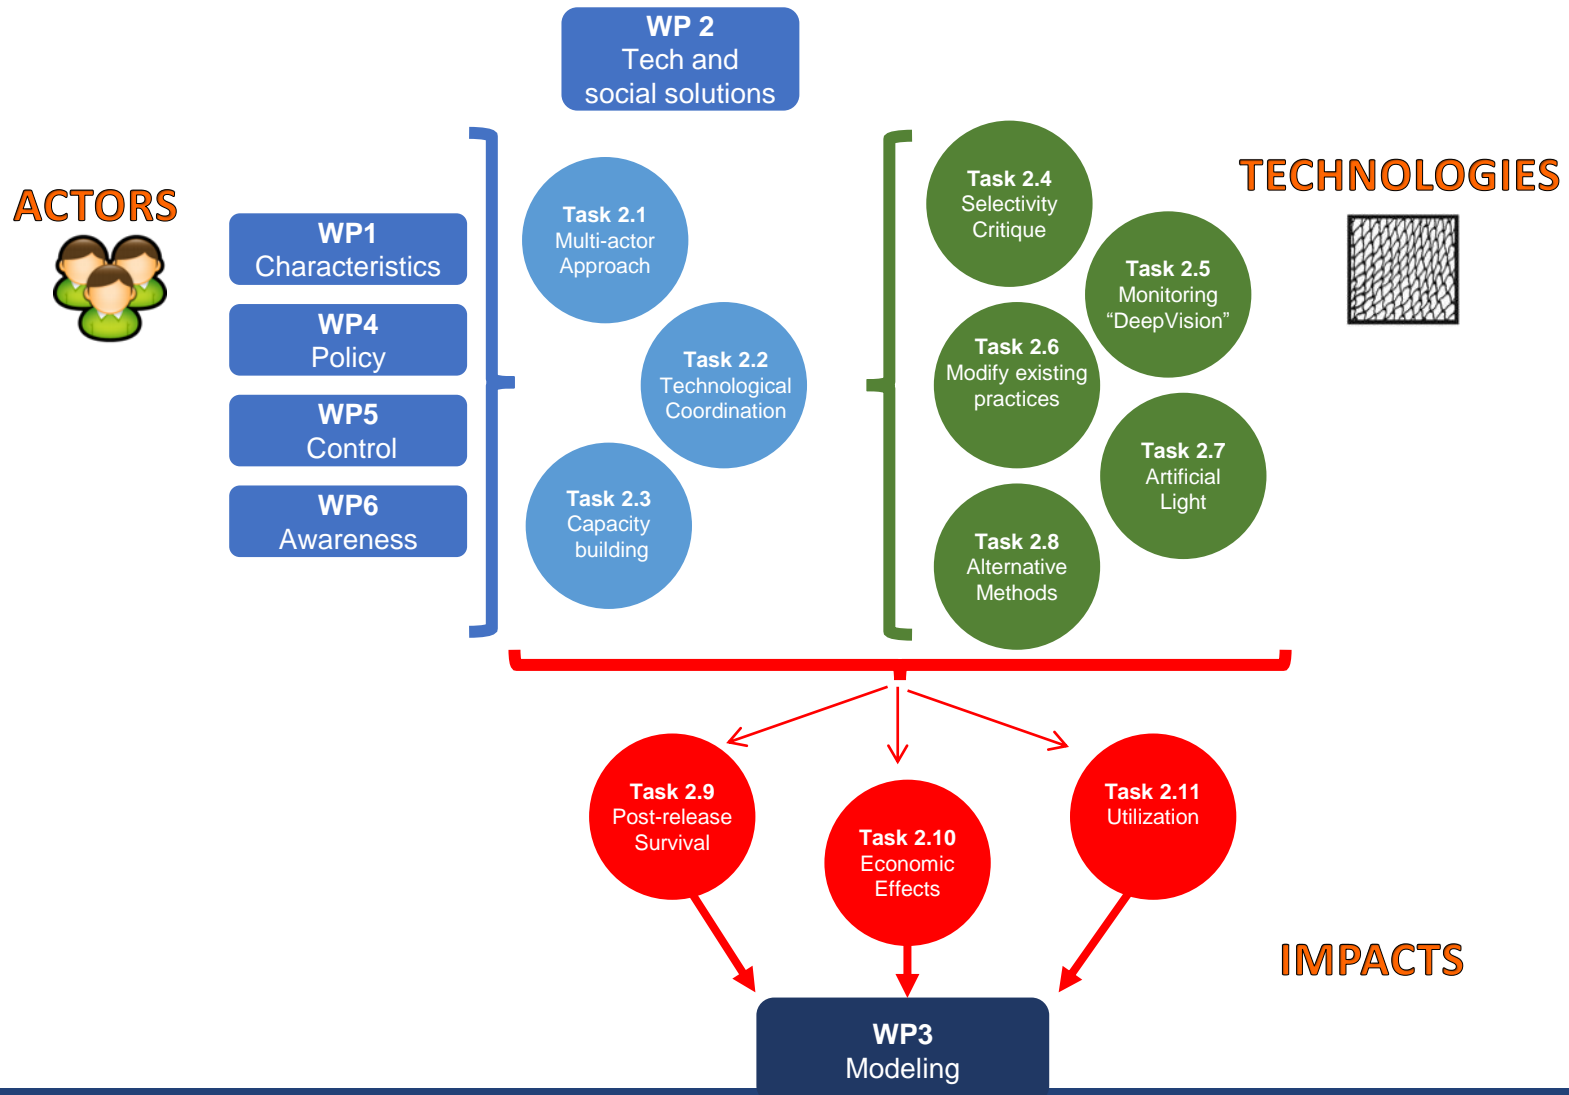 WP 2
Tech and
social solutions
ACTORS
TECHNOLOGIES
WP1
Characteristics
WP4
Policy
WP5
Control
WP6
Awareness
Task 2.1
Multi-actor
Approach
Task 2.2
Technological
Coordination
Task 2.3
Capacity
building
Task 2.4
Selectivity
Critique
Task 2.5
Monitoring
“DeepVision”
Task 2.6
Modify existing
practices
Task 2.7
Artificial
Light
Task 2.8
Alternative
Methods
Task 2.9
Post-release
Survival
Task 2.10
Economic
Effects
Task 2.11
Utilization
IMPACTS
WP3
Modeling